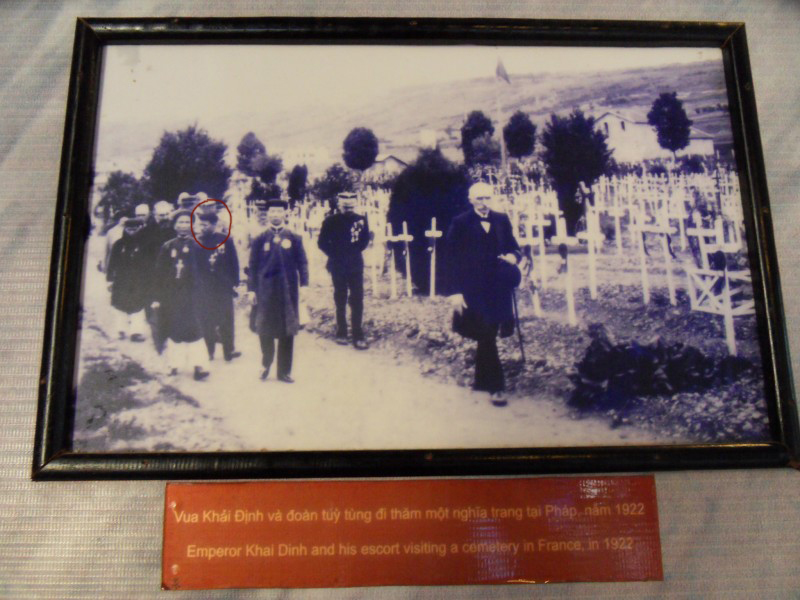 Vua Khải Định và đoàn tuỳ tùng đi thăm một nghĩa trang tại Pháp, năm 1922
Emperor Khai Dinh and his escort visiting a cemetery in France, in 1922